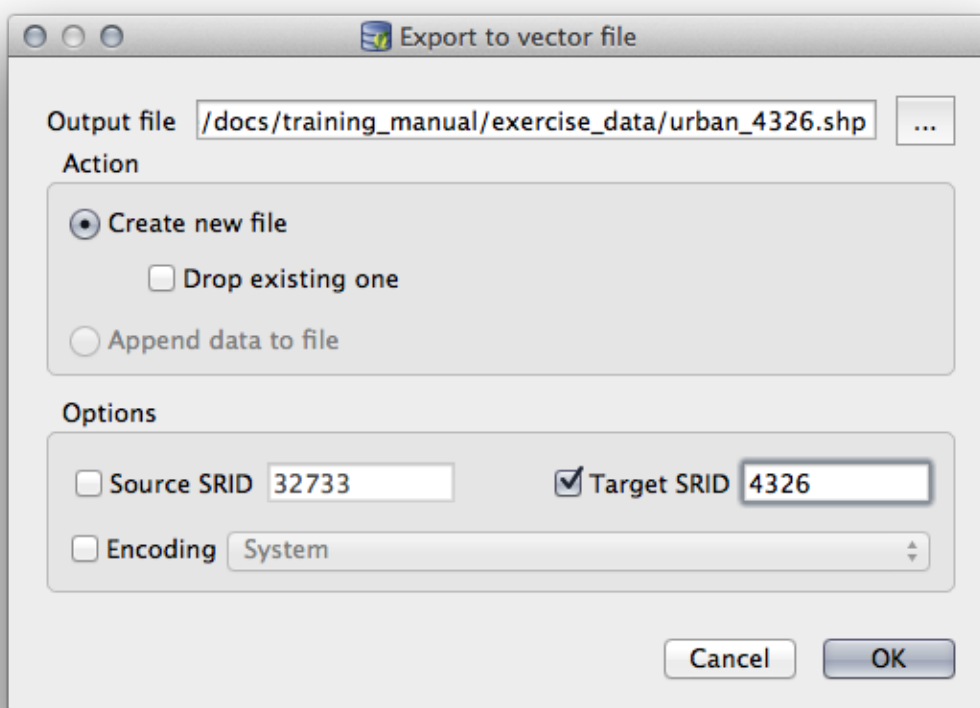 Export to vector file
Output file /docs/training_manual/exercise_data/urban_4326.shp ...
Action
Create new file
Drop existing one
Append data to file
Options
Source SRID 32733 Target SRID 4326
Encoding System
Cancel OK